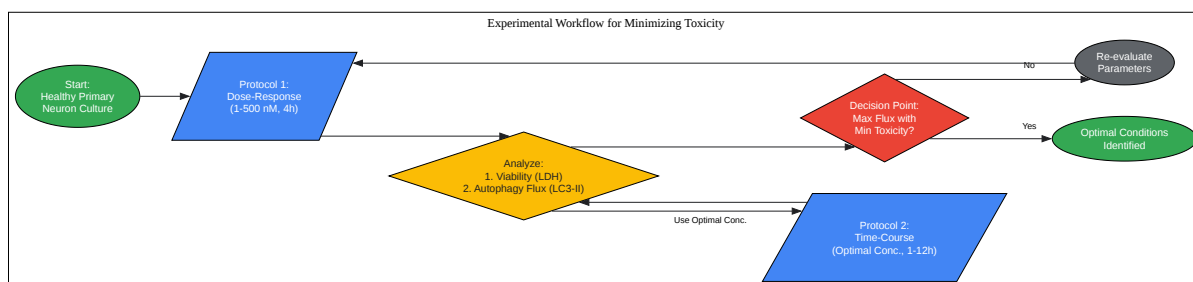 Experimental Workflow for Minimizing Toxicity
Start:
Healthy Primary
Neuron Culture
Protocol 1:
Dose-Response
(1-500 nM, 4h)
Analyze:
1. Viability (LDH)
2. Autophagy Flux (LC3-II)
Use Optimal Conc.
Protocol 2:
Time-Course
(Optimal Conc., 1-12h)
Decision Point:
Max Flux with
Min Toxicity?
No
Re-evaluate
Parameters
Yes
Optimal Conditions
Identified